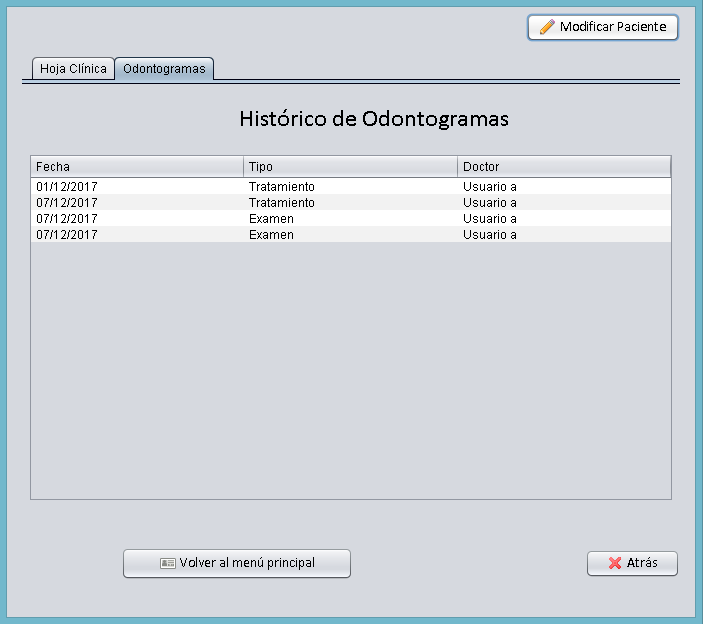 Modificar Paciente
Hoja Clínica Odontogramas
Histórico de Odontogramas
Fecha Tipo Doctor
01/12/2017 Tratamiento Usuario a
07/12/2017 Tratamiento Usuario a
07/12/2017 Examen Usuario a
07/12/2017 Examen Usuario a
Volver al menú principal Atrás